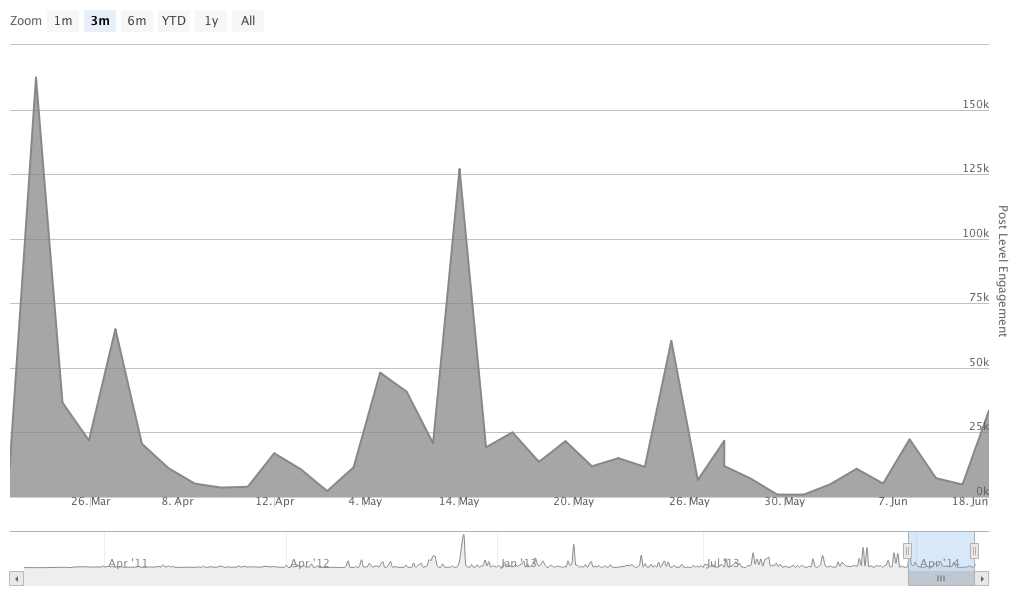 Zoom 1m 3m 6m YTD 1y All
150k
125k
100k
75k
50k
25k
0k
Post Level Engagement
26. Mar 8. Apr 12. Apr 4. May 14. May 20. May 26. May 30. May 7. Jun 18. Jun
Apr '11 Apr '12 Jan '13 Jul '13 Apr '14